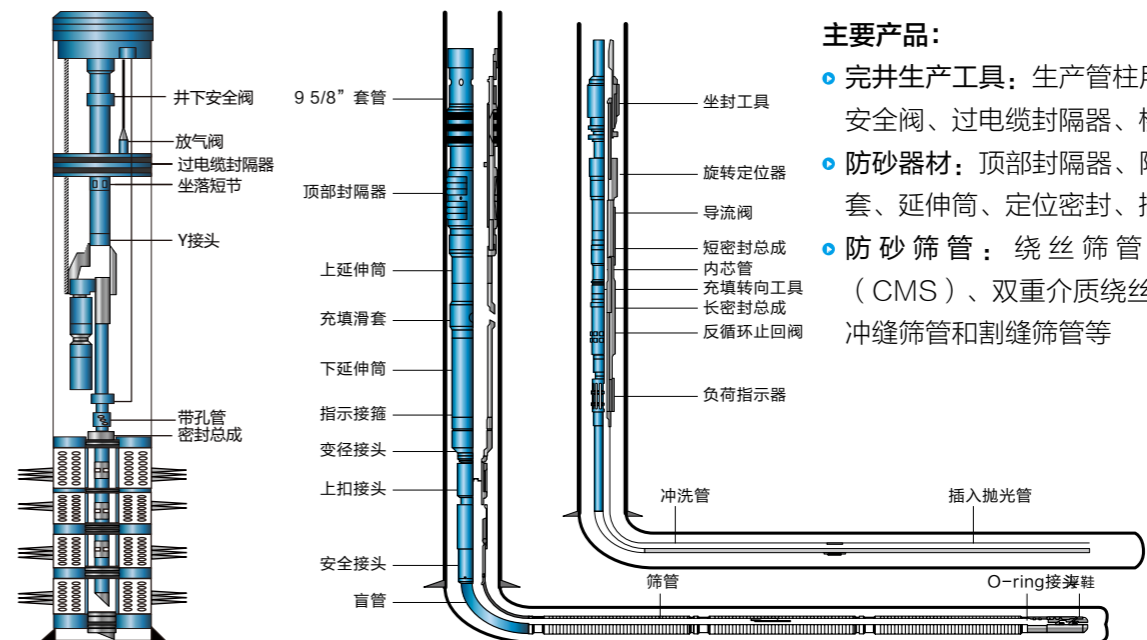 井下安全阀
放气阀
过电缆封隔器
坐落短节
Y接头
带孔管
密封总成
9 5/8” 套管
顶部封隔器
上延伸筒
充填滑套
下延伸筒
指示接箍
变径接头
上扣接头
安全接头
盲管
坐封工具
旋转定位器
导流阀
短密封总成
内芯管
充填转向工具
长密封总成
反循环止回阀
负荷指示器
冲洗管
插入抛光管
筛管
O-ring接头
主要产品:
完井生产工具: 生产管柱
安全阀、过电缆封隔器、
防砂器材: 顶部封隔器、
套、延伸筒、定位密封、
防砂筛管: 绕丝筛管
(CMS)、双重介质绕丝
冲缝筛管和割缝筛管等